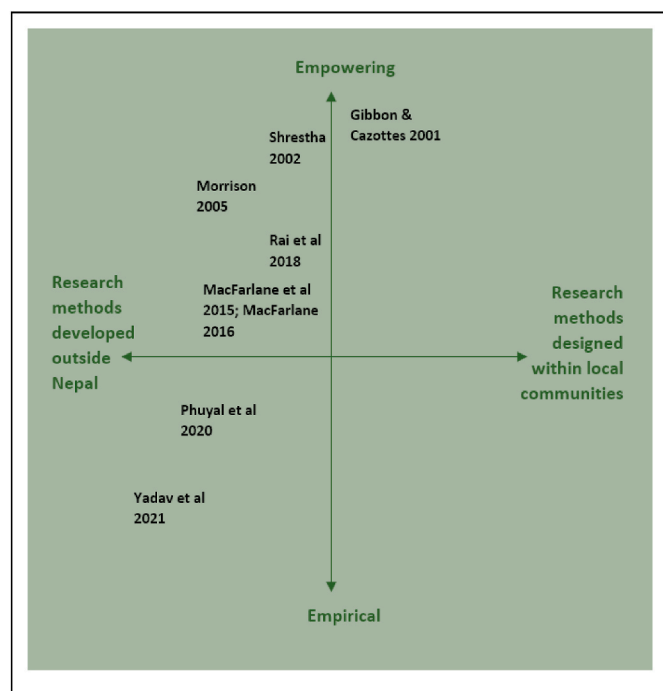 Empowering
Gibbon &
Cazottes 2001
Shrestha
2002
Morrison
2005
Rai et al
2018
Research
methods
developed
outside
Nepal
MacFarlane et al
2015; MacFarlane
2016
Research
methods
designed
within local
communities
Phuyal et al
2020
Yadav et al
2021
Empirical